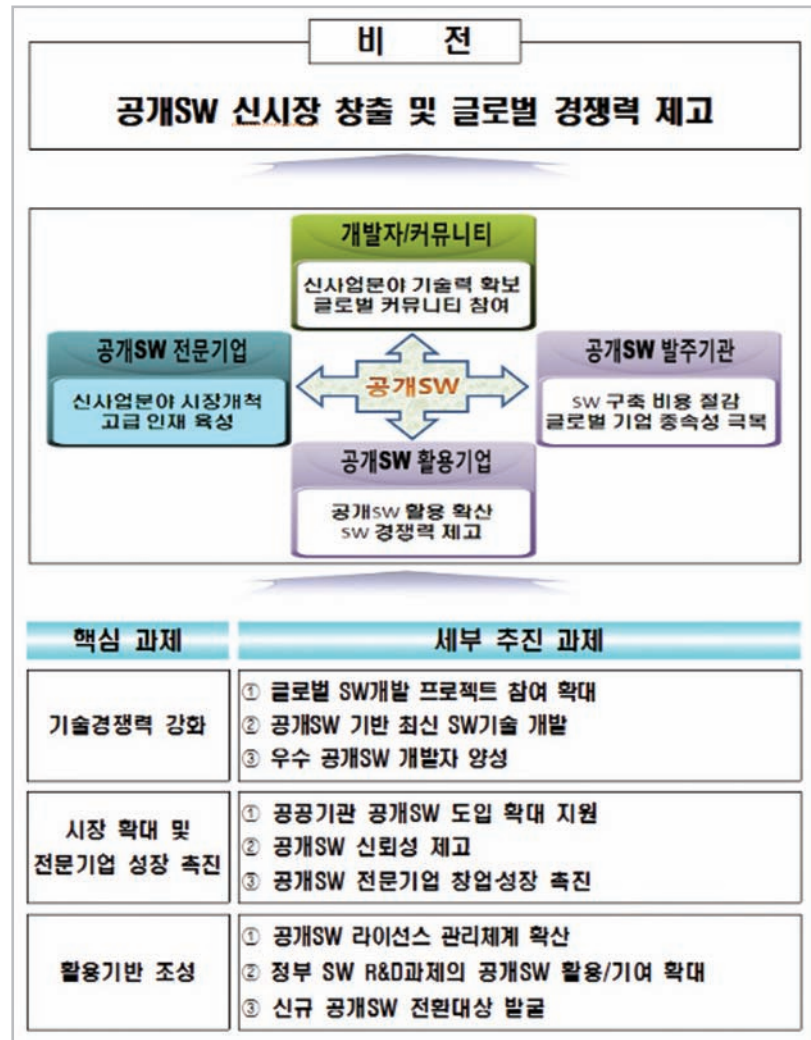 비 전
공개SW 신시장 창출 및 글로벌 경쟁력 제고
개발자/커뮤니티
신사업분야 기술력 확보
글로벌 커뮤니티 참여
공개SW 전문기업
신사업분야 시장개척
고급 인재 육성
공개SW
공개SW 발주기관
SW 구축 비용 절감
글로벌 기업 종속성 극복
공개SW 활용기업
공개SW 활용 확산
SW 경쟁력 제고
핵심 과제
세부 추진 과제
기술경쟁력 강화
① 글로벌 SW개발 프로젝트 참여 확대
② 공개SW 기반 최신 SW기술 개발
③ 우수 공개SW 개발자 양성
시장 확대 및
전문기업 성장 촉진
① 공공기관 공개SW 도입 확대 지원
② 공개SW 신뢰성 제고
③ 공개SW 전문기업 창업·성장 촉진
활용기반 조성
① 공개SW 라이선스 관리체계 확산
② 정부 SW R&D과제의 공개SW 활용/기여 확대
③ 신규 공개SW 전환대상 발굴